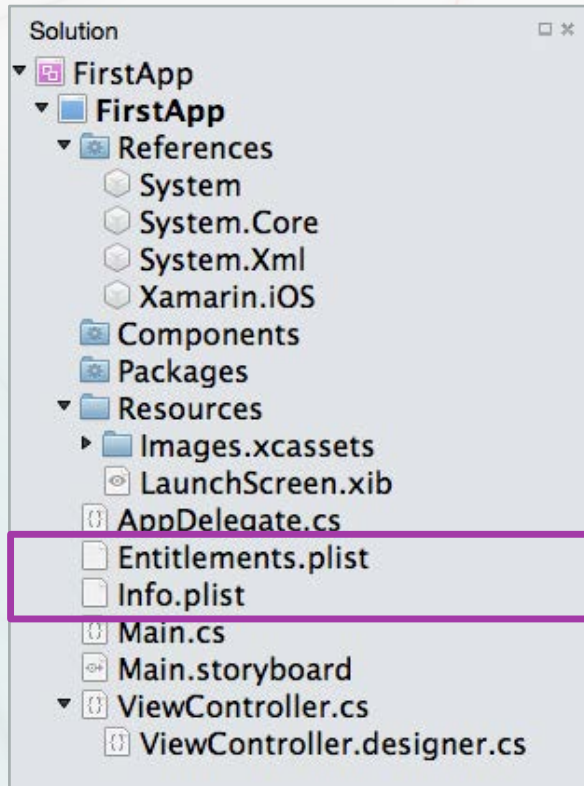 Solution
FirstApp
FirstApp
References
System
System.Core
System.Xml
Xamarin.iOS
Components
Packages
Resources
Images.xcassets
LaunchScreen.xib
AppDelegate.cs
Entitlements.plist
Info.plist
Main.cs
Main.storyboard
ViewController.cs
ViewController.designer.cs